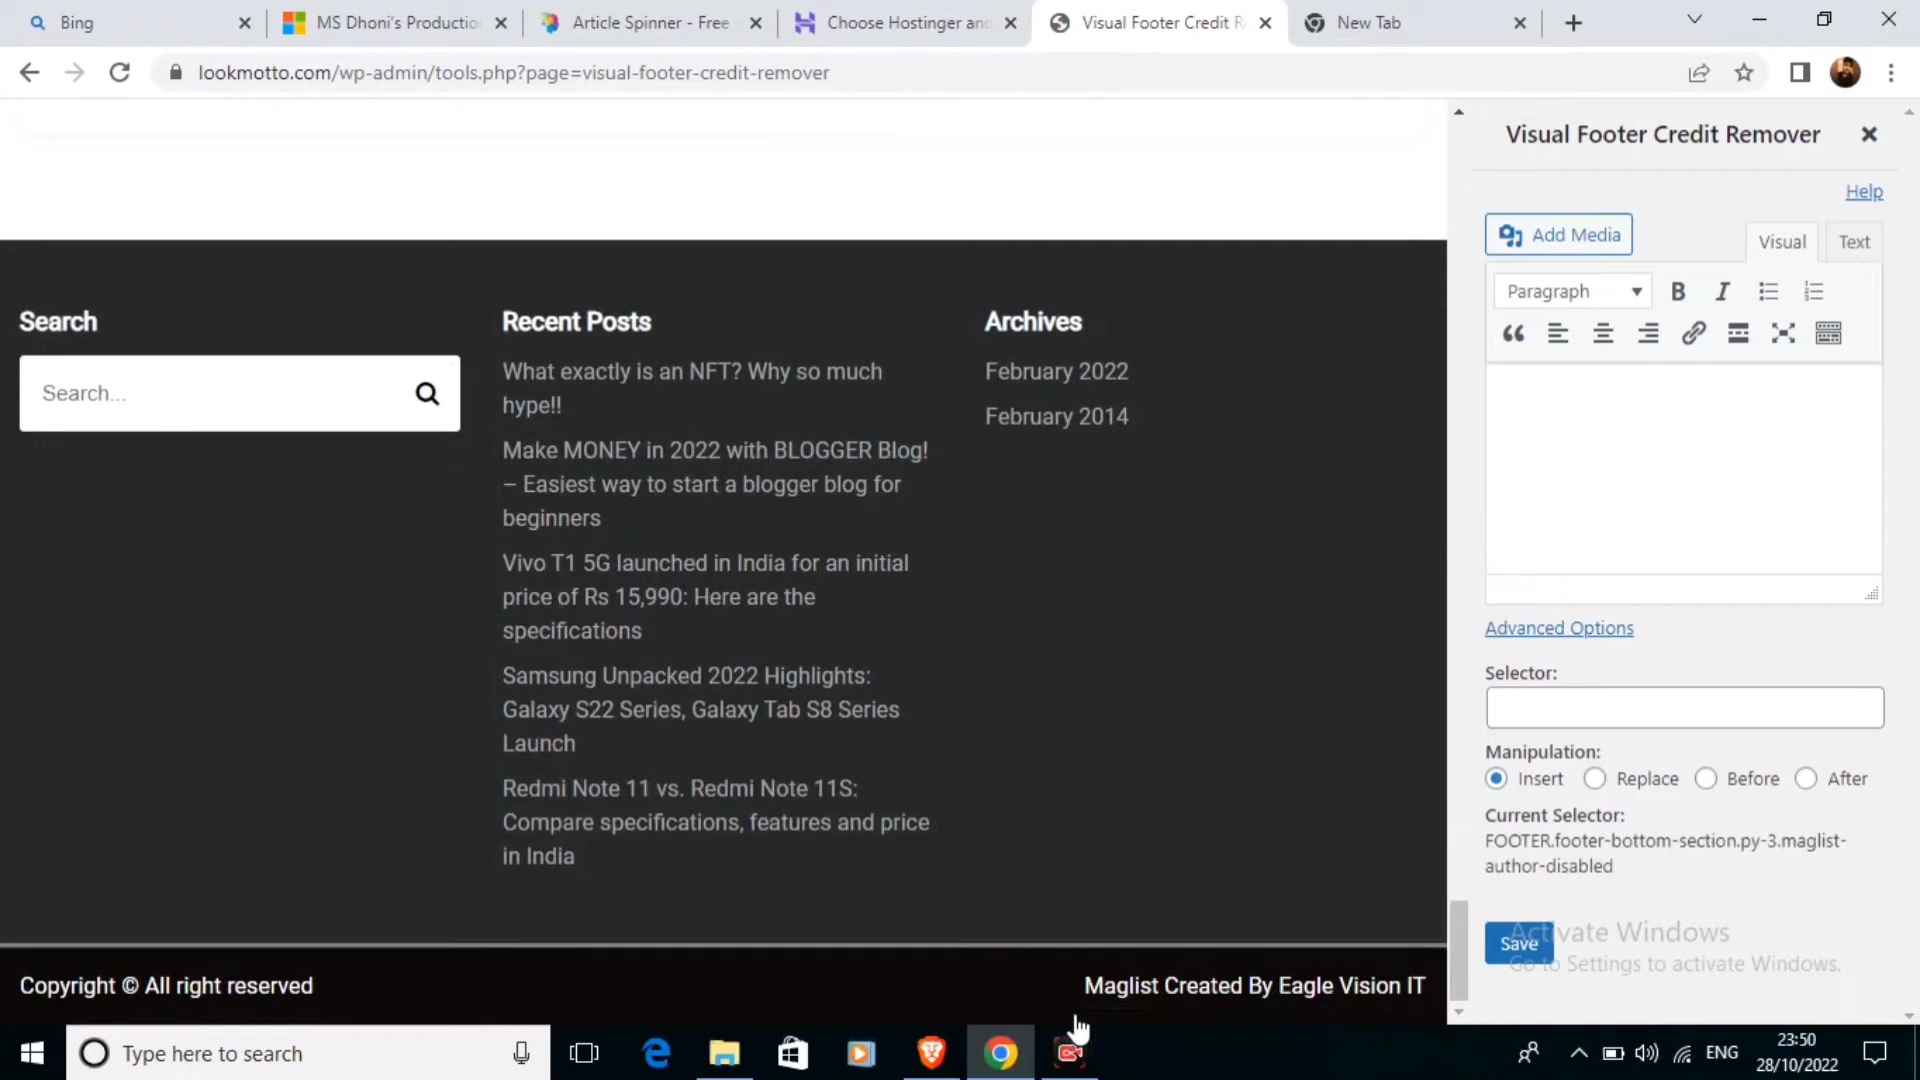 Bing
MS Dhoni's Productio
Article Spinner - Free
Choose Hostinger and
Visual Footer Credit R
New Tab
lookmotto.com/wp-admin/tools.php?page=visual-footer-credit-remover
Visual Footer Credit Remover
Help
Add Media
Visual
Text
Paragraph
Search
Search...
Recent Posts
What exactly is an NFT? Why so much
hype!!
Make MONEY in 2022 with BLOGGER Blog!
– Easiest way to start a blogger blog for
beginners
Vivo T1 5G launched in India for an initial
price of Rs 15,990: Here are the
specifications
Samsung Unpacked 2022 Highlights:
Galaxy S22 Series, Galaxy Tab S8 Series
Launch
Redmi Note 11 vs. Redmi Note 11S:
Compare specifications, features and price
in India
Archives
February 2022
February 2014
Advanced Options
Selector:
Manipulation:
Insert Replace Before After
Current Selector:
FOOTER.footer-bottom-section.py-3.maglist-
author-disabled
Save
Activate Windows
Go to Settings to activate Windows.
Copyright © All right reserved
Maglist Created By Eagle Vision IT
Type here to search
ENG
23:50
28/10/2022